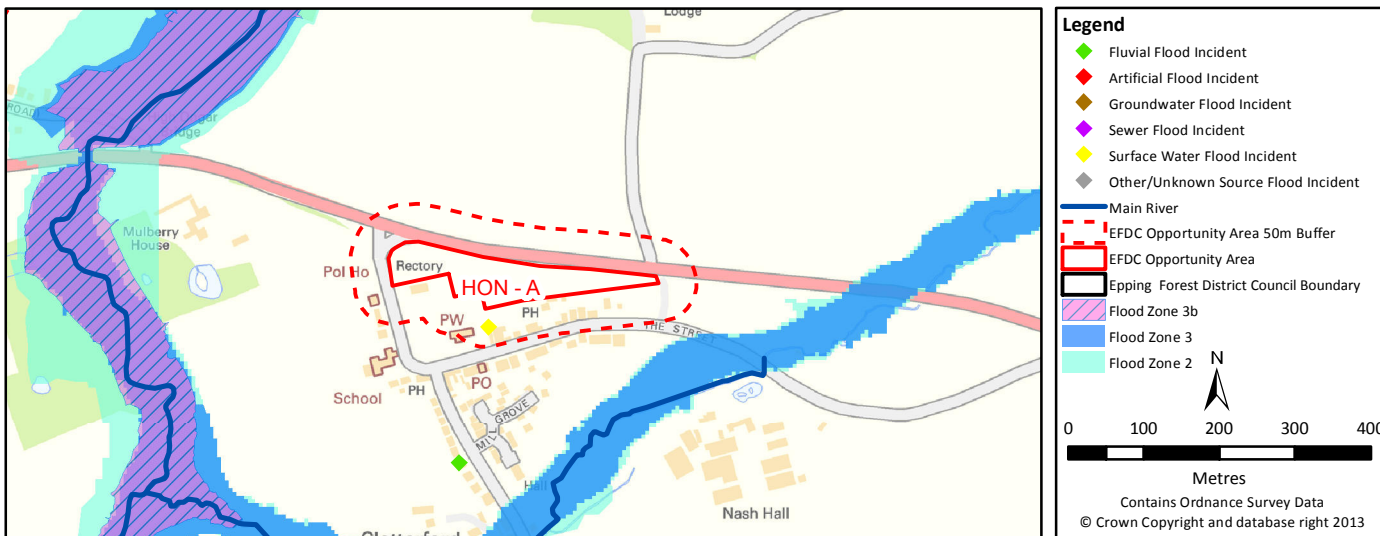 Lodge
ROAD
Mulberry
House
Pol Ho
Rectory
HON - A
PW
PH
THE STREET
School
PH
PO
MILL GROVE
Hall
Nash Hall
Legend
Fluvial Flood Incident
Artificial Flood Incident
Groundwater Flood Incident
Sewer Flood Incident
Surface Water Flood Incident
Other/Unknown Source Flood Incident
Main River
EFDC Opportunity Area 50m Buffer
EFDC Opportunity Area
Epping Forest District Council Boundary
Flood Zone 3b
Flood Zone 3
Flood Zone 2
N
0 100 200 300 400
Metres
Contains Ordnance Survey Data
© Crown Copyright and database right 2013